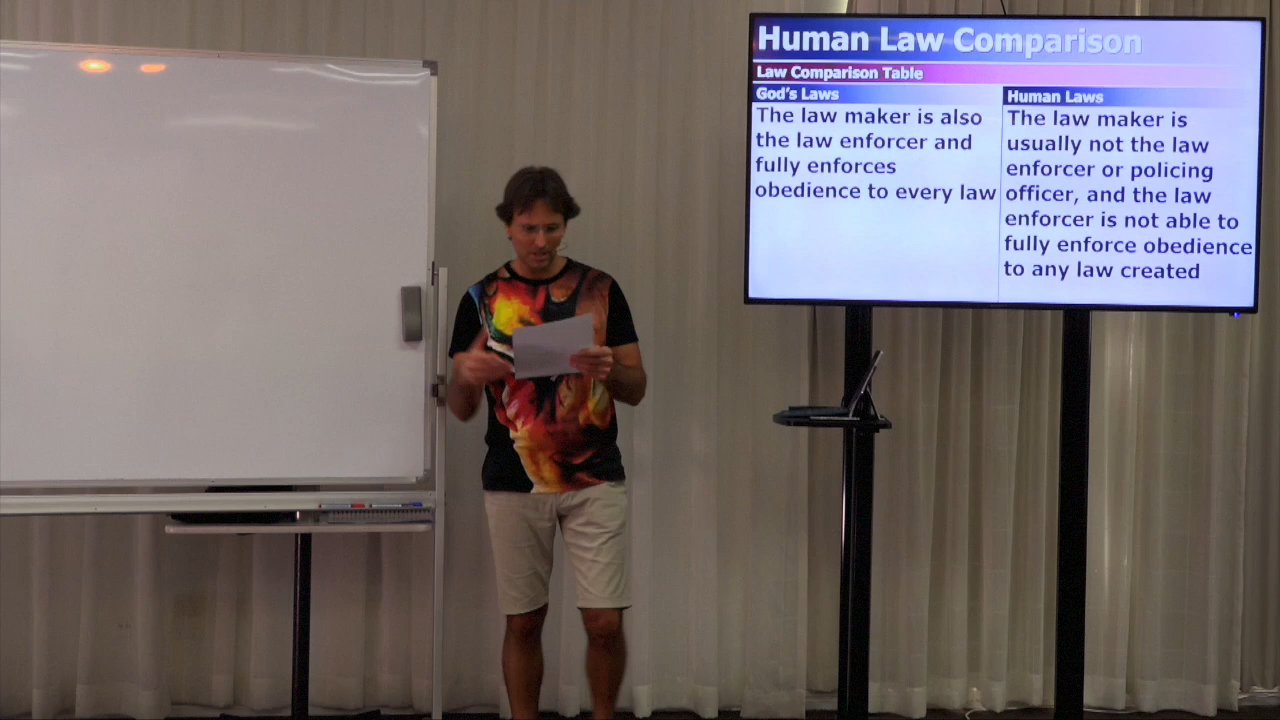 Human Law Comparison
Law Comparison Table
God's Laws
The law maker is also
the law enforcer and
fully enforces
obedience to every law
Human Laws
The law maker is
usually not the law
enforcer or policing
officer, and the law
enforcer is not able to
fully enforce obedience
to any law created